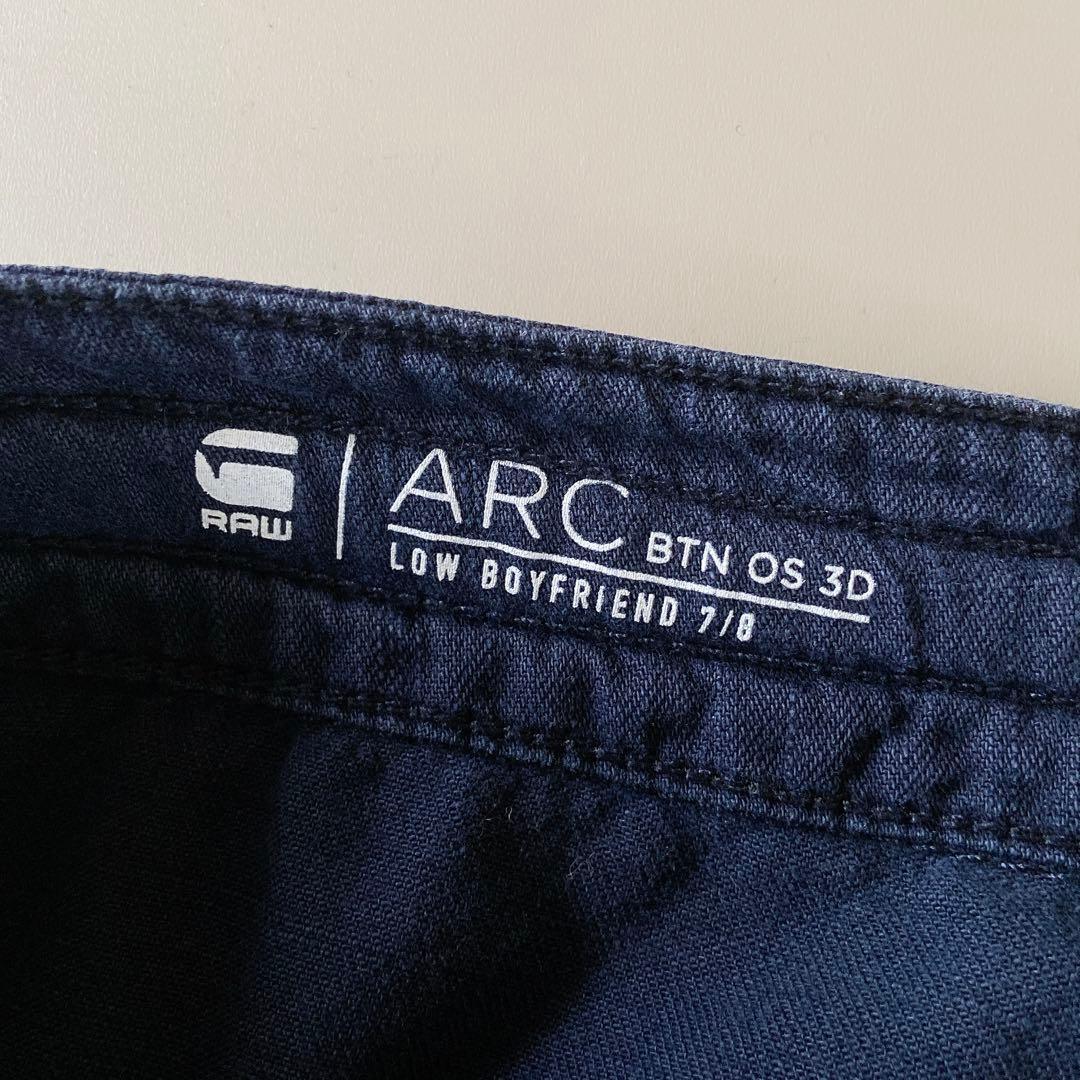 G
RAW
ARC BTN OS 3D
LOW BOYFRIEND 7/8